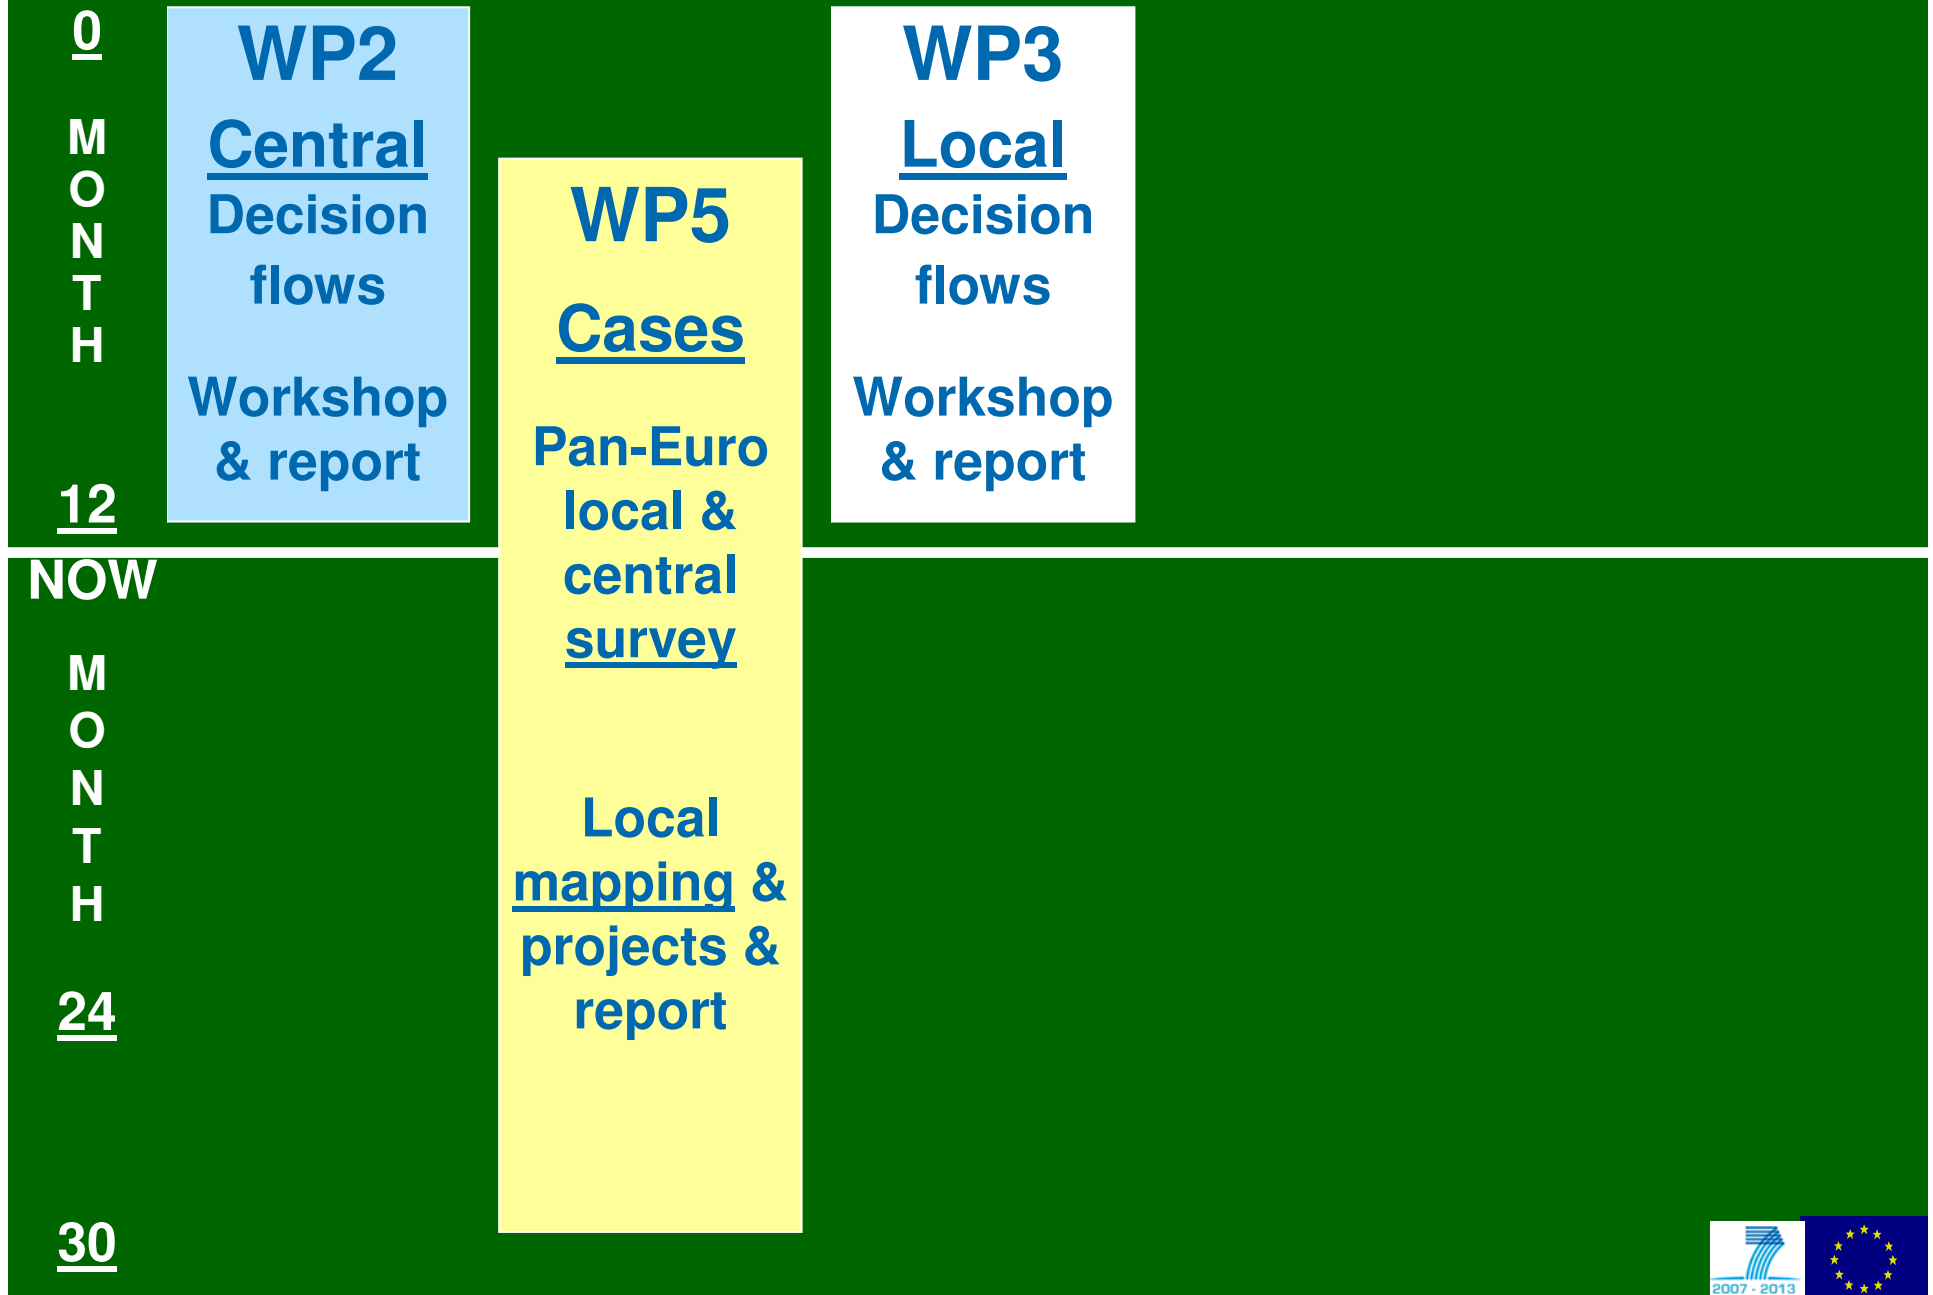 0
M
O
N
T
H
12
NOW
M
O
N
T
H
24
30
WP2
Central
Decision
flows
Workshop
& report
WP5
Cases
Pan-Euro
local &
central
survey
Local
mapping &
projects &
report
WP3
Local
Decision
flows
Workshop
& report
7
2007 - 2013